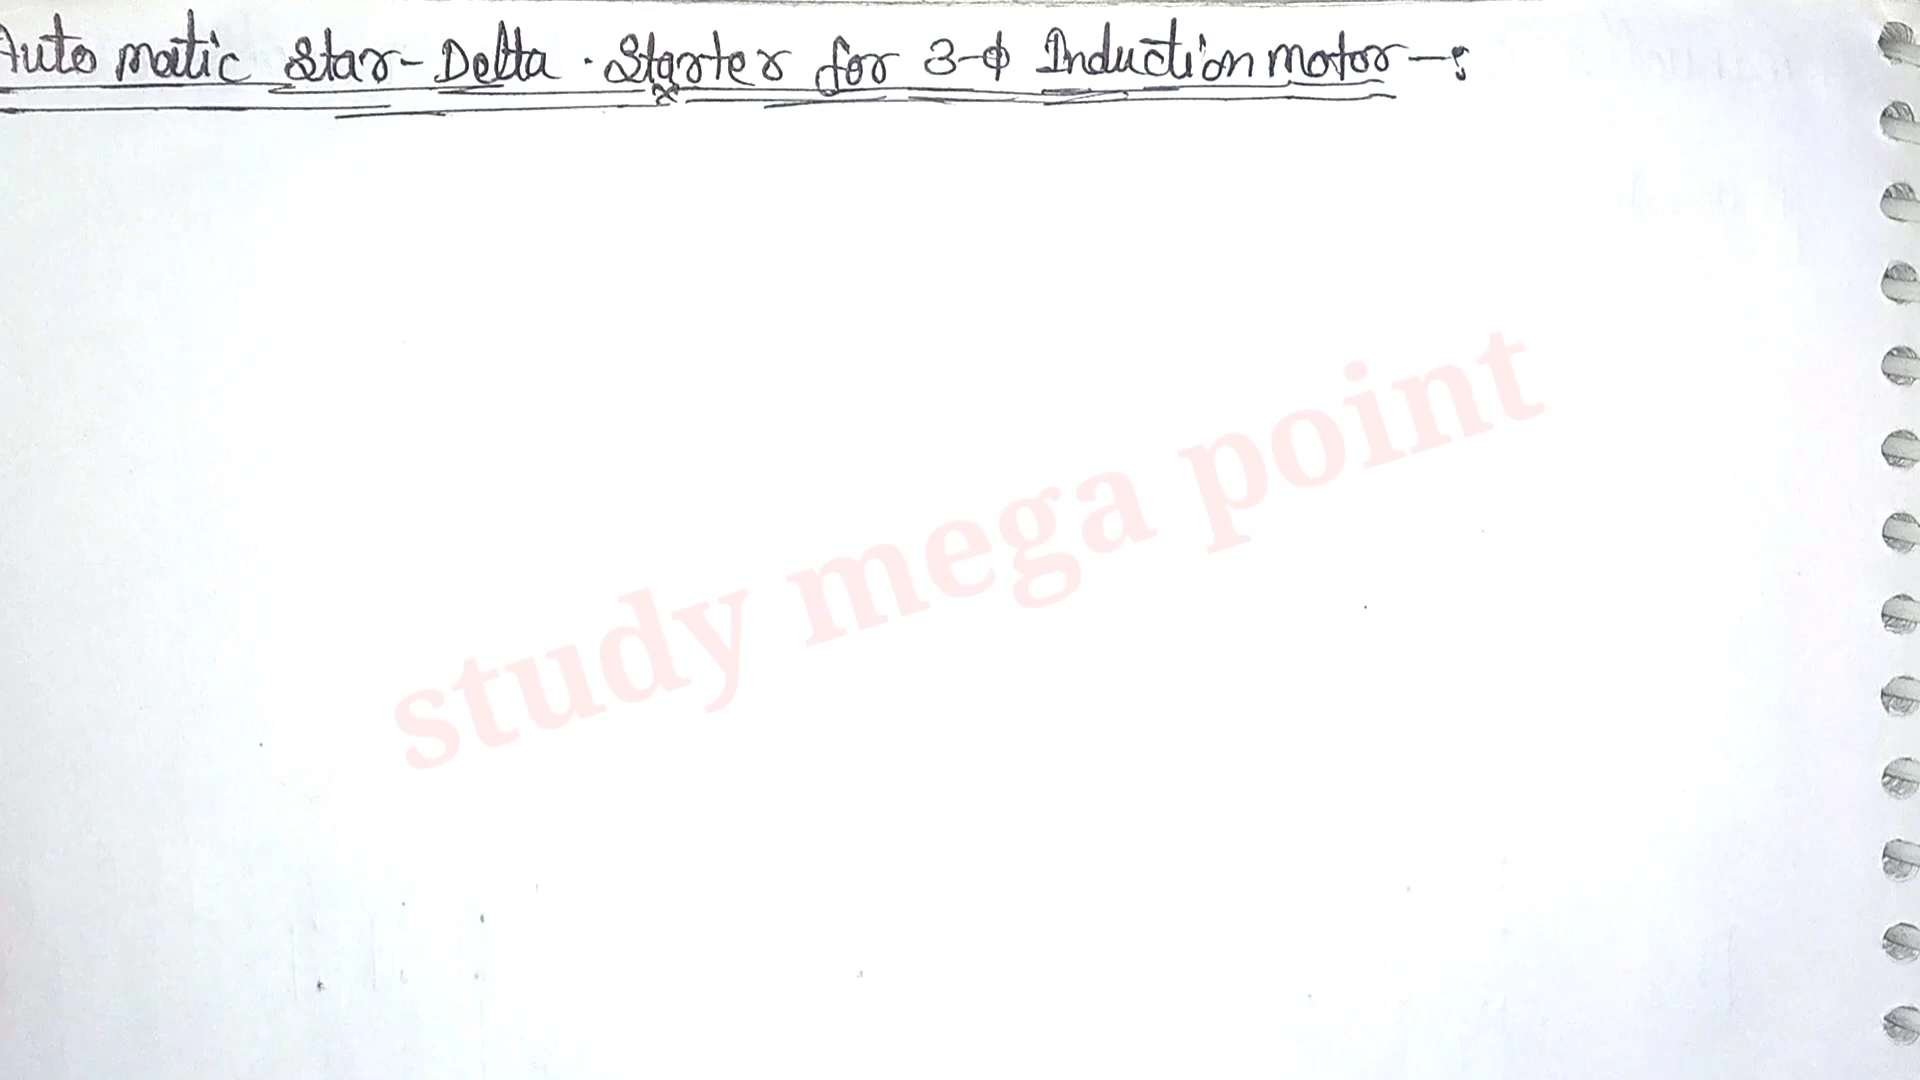 Automatic Star-Delta Starter for 3-ϕ Induction motor -:
study mega point